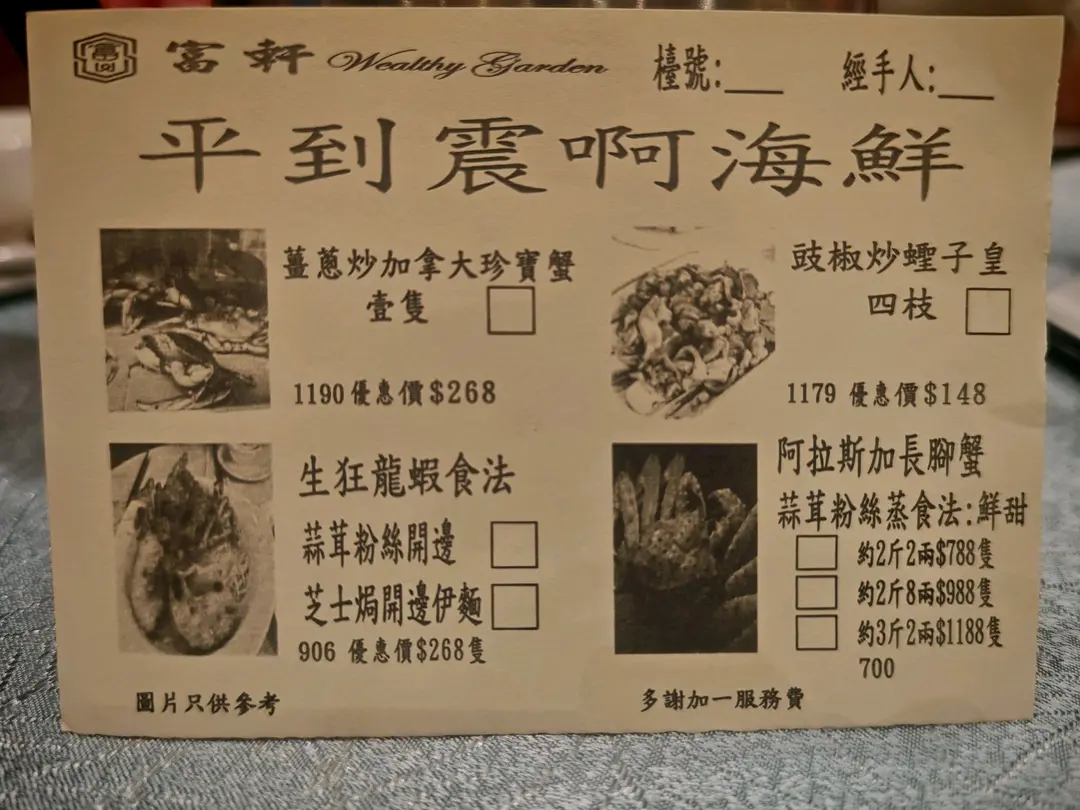 富軒 Wealthy Garden 檯號:___ 經手人:___
平到震啊海鮮
薑蔥炒加拿大珍寶蟹
壹隻
1190 優惠價$268
豉椒炒蟶子皇
四枝
1179 優惠價$148
生狂龍蝦食法
蒜茸粉絲開邊
芝士焗開邊伊麵
906 優惠價$268隻
阿拉斯加長腳蟹
蒜茸粉絲蒸食法:鮮甜
約2斤2兩$788隻
約2斤8兩$988隻
約3斤2兩$1188隻
700
圖片只供參考
多謝加一服務費